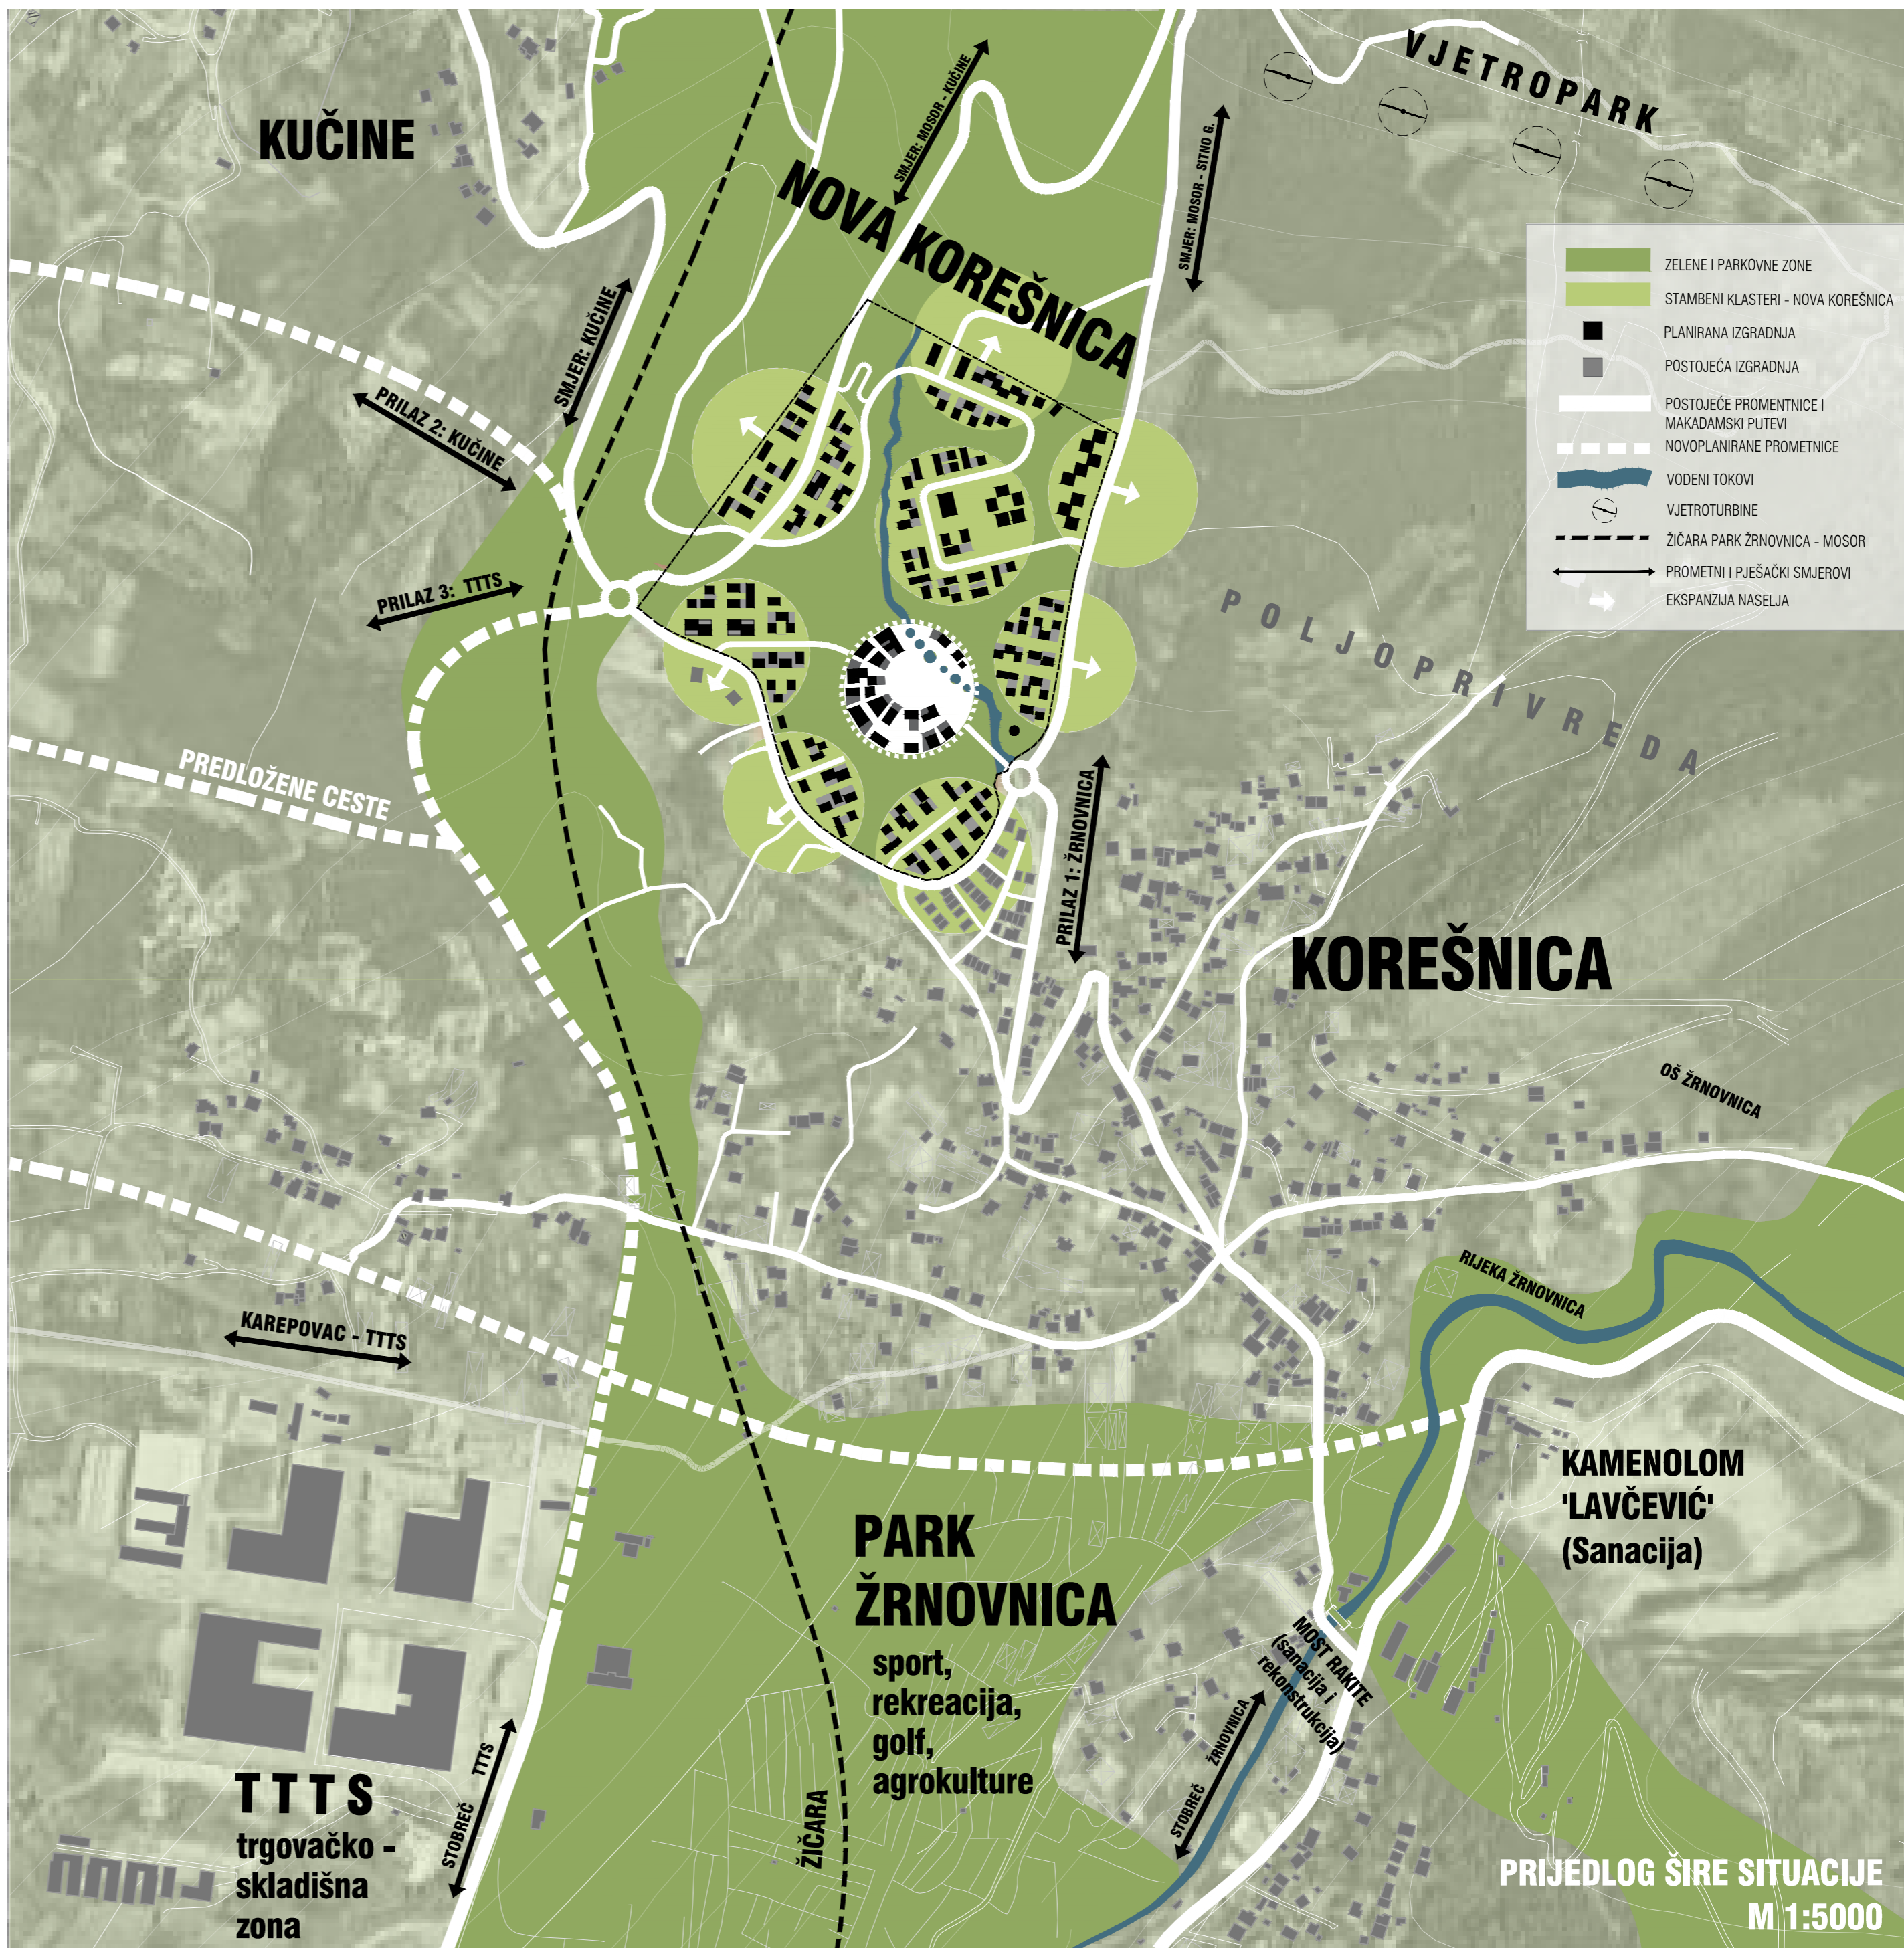 VJETROPARK
KUČINE
SMJER: MOSOR - KUČINE
SMJER: MOSOR - SITNO G.
NOVA KOREŠNICA
ZELENE I PARKOVNE ZONE
STAMBENI KLASTERI - NOVA KOREŠNICA
PLANIRANA IZGRADNJA
POSTOJEĆA IZGRADNJA
POSTOJEĆE PROMENTNICE I
MAKADAMSKI PUTEVI
NOVOPLANIRANE PROMETNICE
VODENI TOKOVI
VJETROTURBINE
ŽIČARA PARK ŽRNOVNICA - MOSOR
PROMETNI I PJEŠAČKI SMJEROVI
EKSPANZIJA NASELJA
SMJER: KUČINE
PRILAZ 2: KUČINE
PRILAZ 3: TTTS
POLJOPRIVREDA
PREDLOŽENE CESTE
PRILAZ 1: ŽRNOVNICA
KOREŠNICA
OŠ ŽRNOVNICA
RIJEKA ŽRNOVNICA
KAREPOVAC - TTTS
KAMENOLOM
'LAVČEVIĆ'
(Sanacija)
PARK
ŽRNOVNICA
sport,
rekreacija,
golf,
agrokulture
MOST RAKITE
(sanacija i
rekonstrukcija)
STOBREČ ŽRNOVNICA
STOBREČ TTTS
ŽIČARA
TTTS
trgovačko -
skladišna
zona
PRIJEDLOG ŠIRE SITUACIJE
M 1:5000